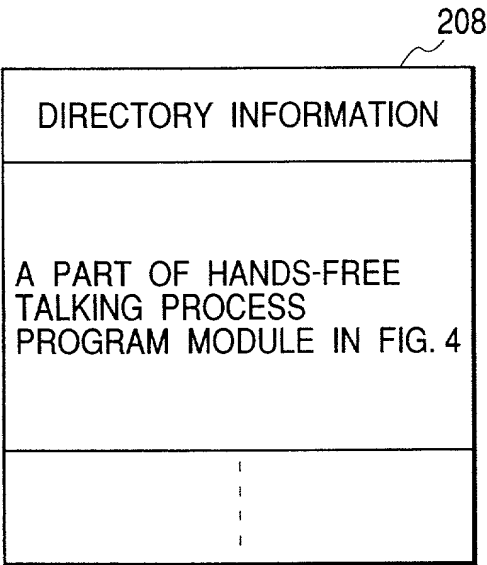 208
DIRECTORY INFORMATION
A PART OF HANDS-FREE
TALKING PROCESS
PROGRAM MODULE IN FIG. 4